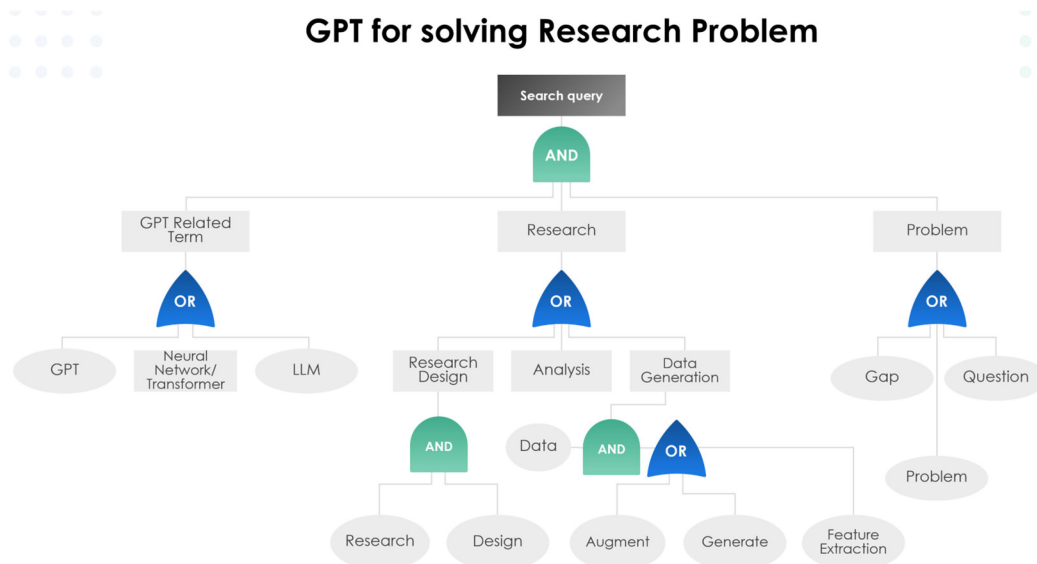 GPT for solving Research Problem
Search query
AND
GPT Related
Term
Research
Problem
OR
OR
OR
GPT
Neural
Network/
Transformer
LLM
Research
Design
Analysis
Data
Generation
Gap
Question
AND
Data
AND
OR
Problem
Research
Design
Augment
Generate
Feature
Extraction